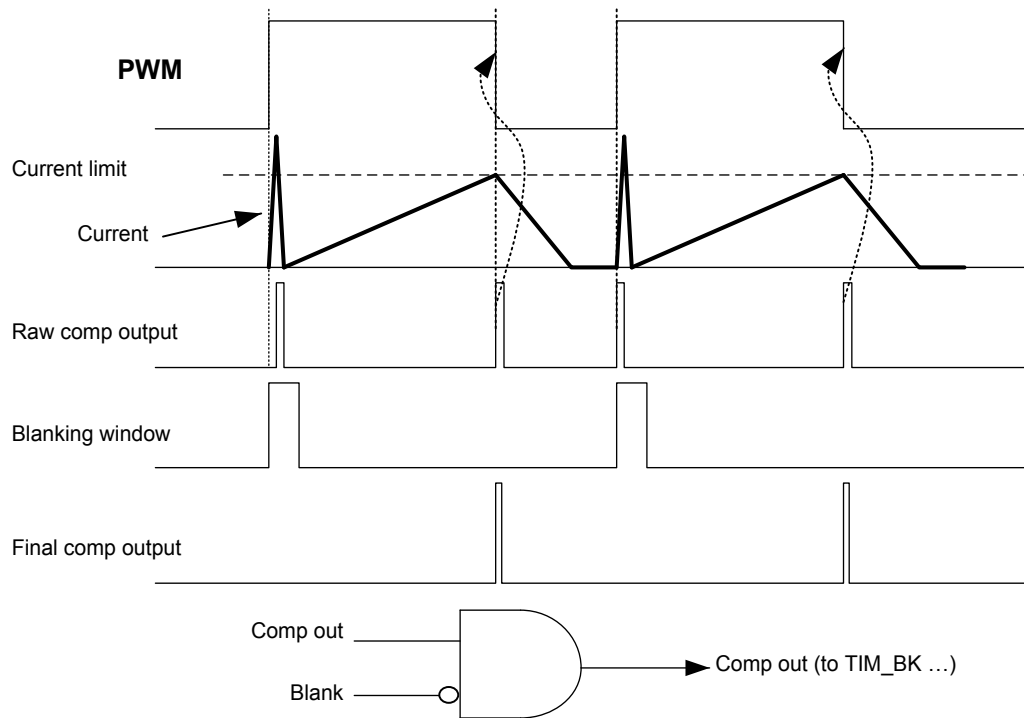 PWM
Current limit
Current
Raw comp output
Blanking window
Final comp output
Comp out
Comp out (to TIM_BK …)
Blank